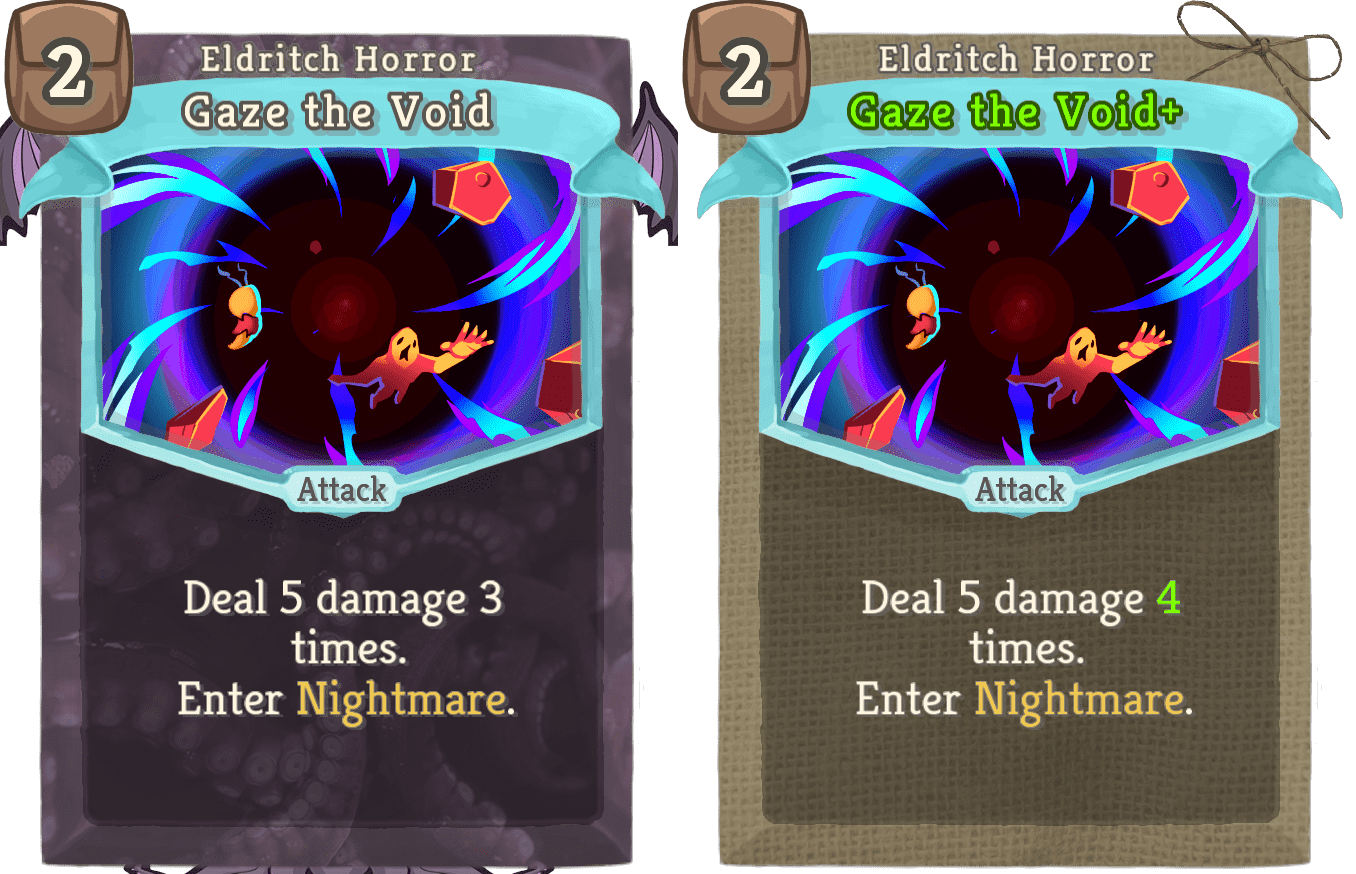 2
Eldritch Horror
Gaze the Void
Attack
Deal 5 damage 3
times.
Enter Nightmare.
2
Eldritch Horror
Gaze the Void+
Attack
Deal 5 damage 4
times.
Enter Nightmare.